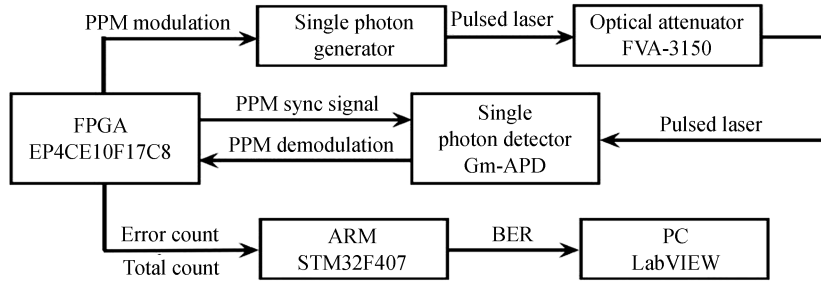 PPM modulation
Single photon
generator
Pulsed laser
Optical attenuator
FVA-3150
FPGA
EP4CE10F17C8
PPM sync signal
PPM demodulation
Single
photon detector
Gm-APD
Pulsed laser
Error count
Total count
ARM
STM32F407
BER
PC
LabVIEW